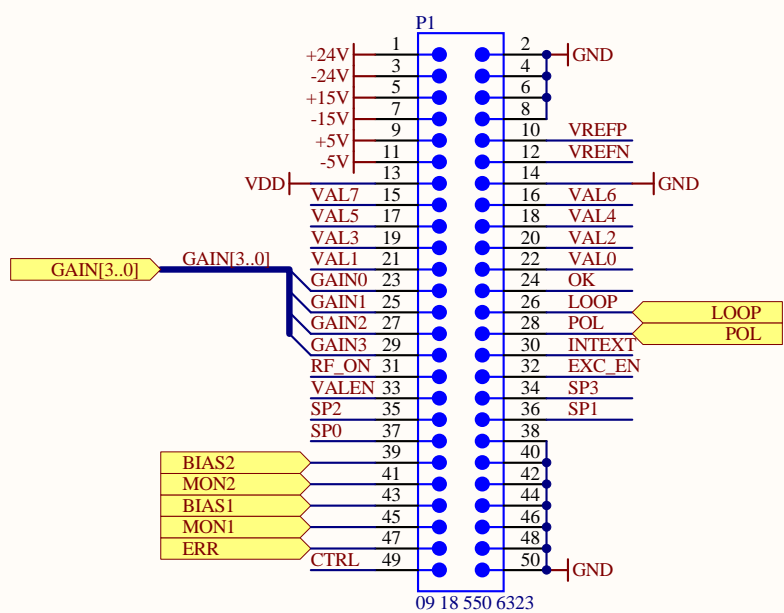 P1
+24V 1 2 GND
-24V 3 4
+15V 5 6
-15V 7 8
+5V 9 10 VREFP
-5V 11 12 VREFN
VDD 13 14 GND
VAL7 15 16 VAL6
VAL5 17 18 VAL4
VAL3 19 20 VAL2
GAIN[3..0] GAIN[3..0] VAL1 21 22 VAL0
GAIN0 23 24 OK
GAIN1 25 26 LOOP LOOP
GAIN2 27 28 POL POL
GAIN3 29 30 INTEXT
RF_ON 31 32 EXC_EN
VALEN 33 34 SP3
SP2 35 36 SP1
SP0 37 38
BIAS2 39 40
MON2 41 42
BIAS1 43 44
MON1 45 46
ERR 47 48
CTRL 49 50 GND
09 18 550 6323